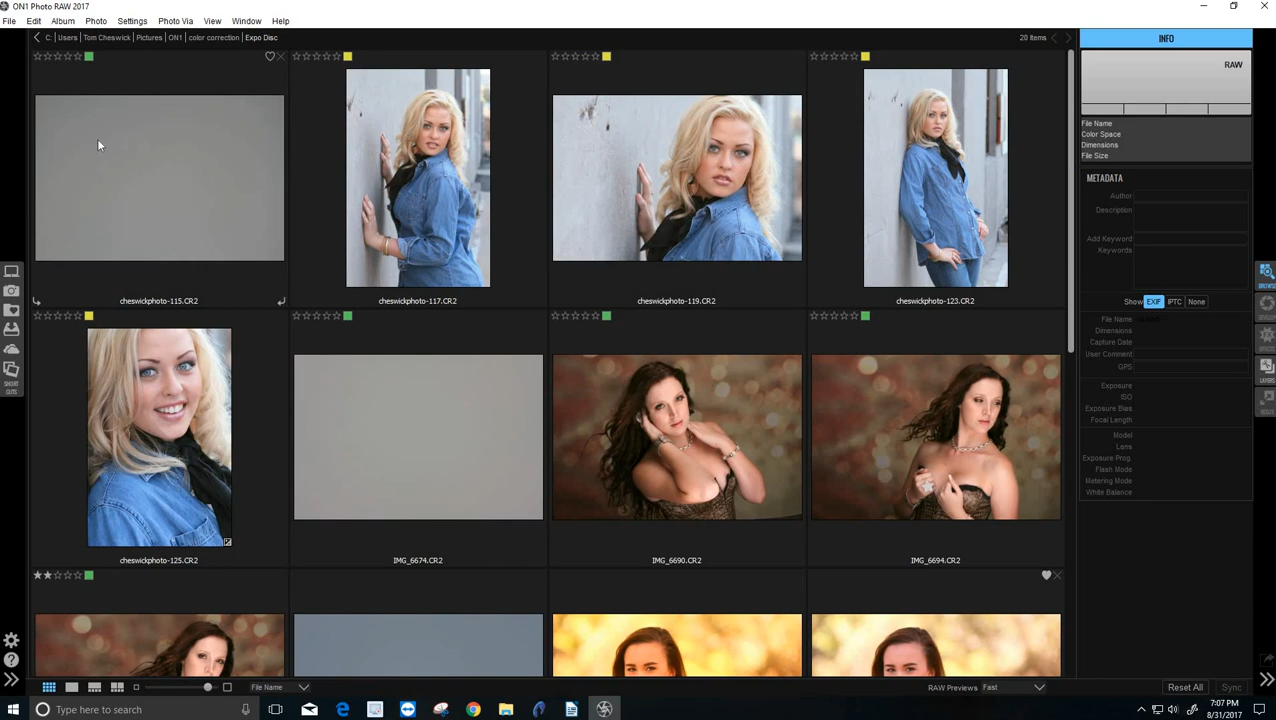 ON1 Photo RAW 2017
File Edit Album Photo Settings Photo Via View Window Help
C: Users Tom Cheswick Pictures ON1 color correction Expo Disc 20 Items
INFO
RAW
File Name
Color Space
Dimensions
File Size
METADATA
Author
Description
Add Keyword
Keywords
Show EXIF IPTC None
File Name
Dimensions
Capture Date
User Comment
GPS
Exposure
ISO
Exposure Bias
Focal Length
Model
Lens
Exposure Prog.
Flash Mode
Metering Mode
White Balance
cheswickphoto-115.CR2 cheswickphoto-117.CR2 cheswickphoto-119.CR2 cheswickphoto-123.CR2
cheswickphoto-125.CR2 IMG_6674.CR2 IMG_6690.CR2 IMG_6694.CR2
SHORT
CUTS
BROWSE
LAYERS
File Name RAW Previews Fast Reset All Sync
Type here to search
7:07 PM
8/31/2017